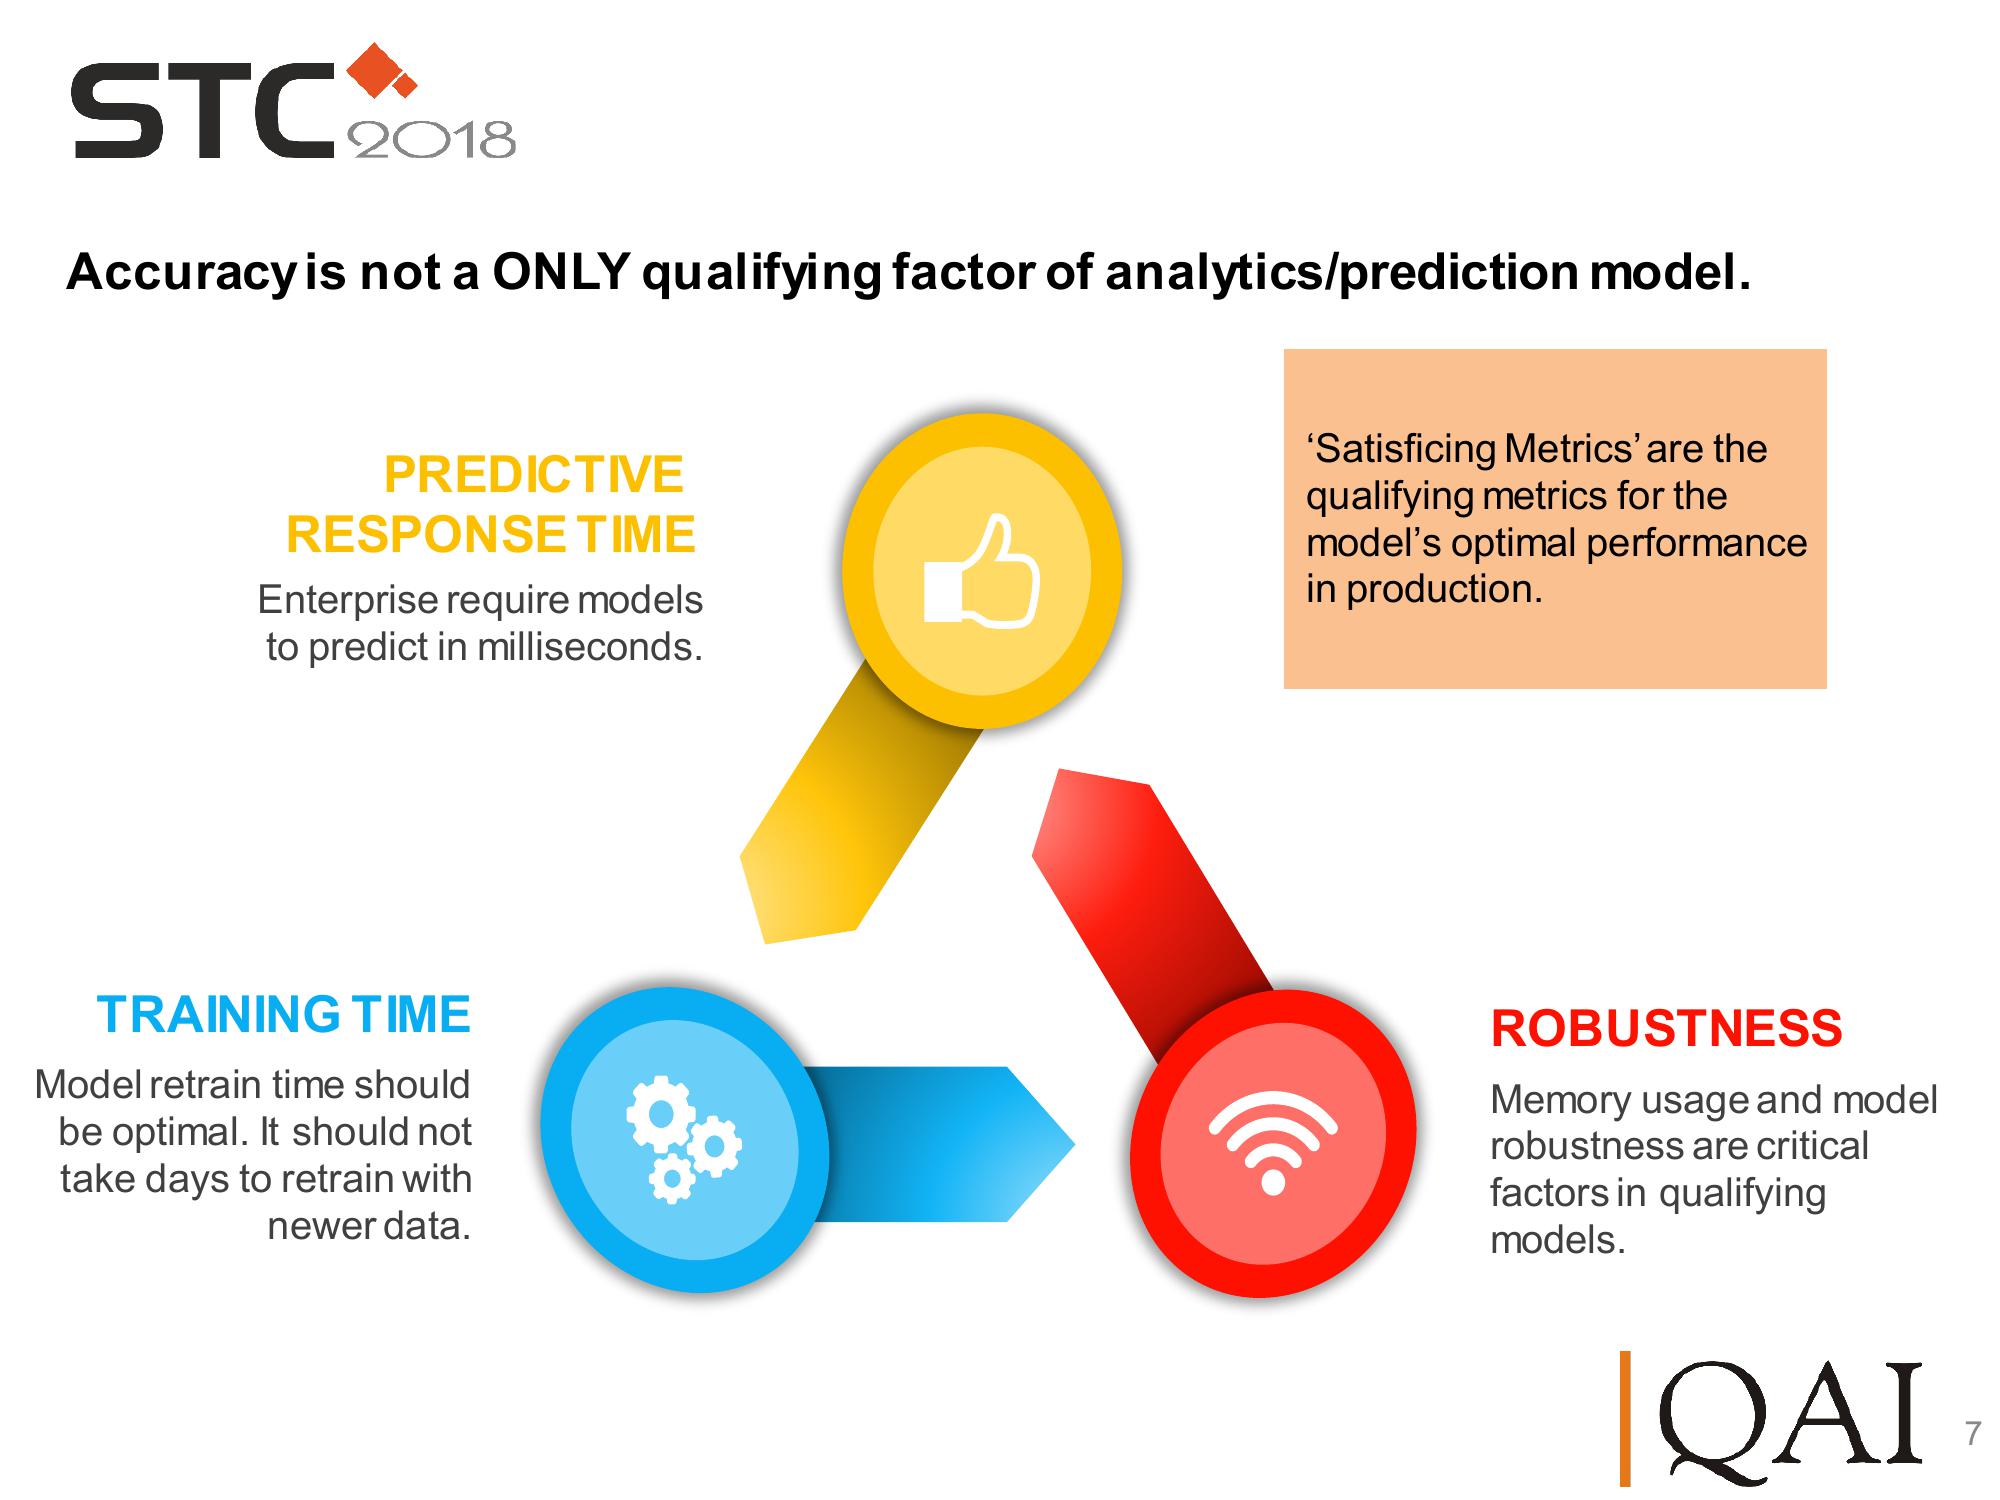 STC 2018
Accuracy is not a ONLY qualifying factor of analytics/prediction model.
PREDICTIVE
RESPONSE TIME
Enterprise require models
to predict in milliseconds.
‘Satisficing Metrics’ are the
qualifying metrics for the
model’s optimal performance
in production.
TRAINING TIME
Model retrain time should
be optimal. It should not
take days to retrain with
newer data.
ROBUSTNESS
Memory usage and model
robustness are critical
factors in qualifying
models.
QAI
7